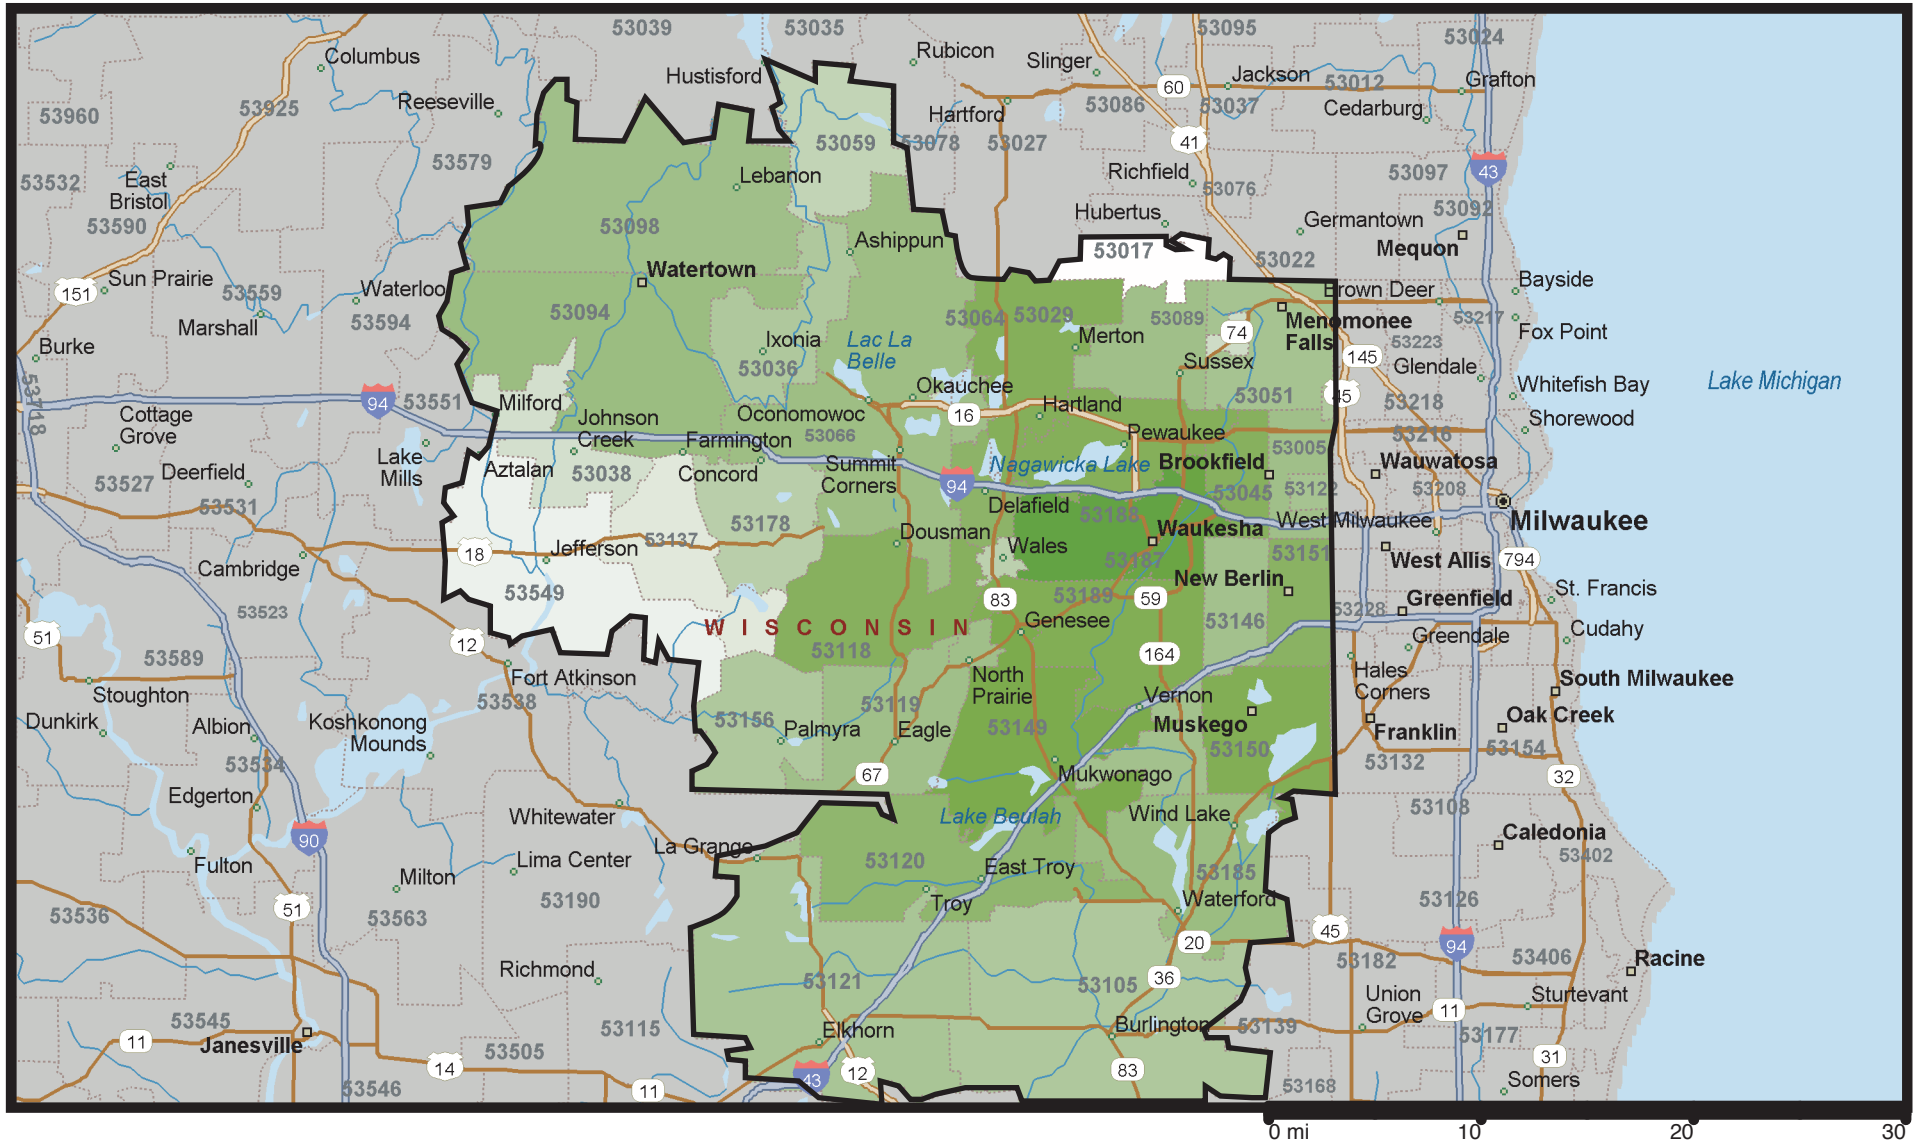 53039
53035
53095
53024
Columbus
Rubicon
Slinger
Jackson
53012
Grafton
Hustisford
60
Reeseville
53925
53960
Hartford
53086
53037
Cedarburg
53579
53059
53078
53027
41
East
Bristol
53532
Lebanon
Richfield
53076
53097
43
53590
53098
Hubertus
Germantown
53092
Mequon
Ashippun
53017
53022
Sun Prairie
151
53559
Waterloo
Watertown
Brown Deer
Bayside
Marshall
53594
53094
53064
53029
53089
Menomonee
Falls
53217
Fox Point
74
Burke
Ixonia
Lac La
Belle
Merton
53223
145
Glendale
53036
Sussex
Whitefish Bay
Lake Michigan
53718
94
53551
Milford
Okauchee
53051
45
53218
Shorewood
Cottage
Grove
Johnson
Creek
Oconomowoc
16
Hartland
53216
Farmington
53066
Pewaukee
53005
Lake
Mills
Aztalan
53038
Concord
Summit
Corners
Nagawicka Lake
Brookfield
Wauwatosa
Deerfield
53527
94
53045
53122
53208
53531
Delafield
53188
West Milwaukee
Milwaukee
53178
Dousman
Waukesha
18
Jefferson
53137
Wales
53187
53151
West Allis
794
Cambridge
New Berlin
St. Francis
53549
83
53189
59
Greenfield
53523
53228
51
12
WISCONSIN
Genesee
53146
Greendale
Cudahy
53589
53118
164
Stoughton
Fort Atkinson
North
Prairie
Hales
Corners
South Milwaukee
53538
53119
Vernon
Dunkirk
Albion
Koshkonong
Mounds
53156
Palmyra
Eagle
53149
Muskego
Oak Creek
Franklin
53534
53150
53154
53132
67
Mukwonago
32
Edgerton
Whitewater
Lake Beulah
Wind Lake
53108
90
La Grange
Caledonia
Fulton
Lima Center
53120
East Troy
53402
Milton
53185
53190
Troy
Waterford
53126
53536
51
53563
20
45
94
Richmond
53121
53105
36
53182
53406
Racine
53545
Union
Grove
11
Sturtevant
11
Janesville
53115
Elkhorn
Burlington
53139
53177
53505
14
43
12
83
31
53546
11
53168
Somers
0 mi
10
20
30